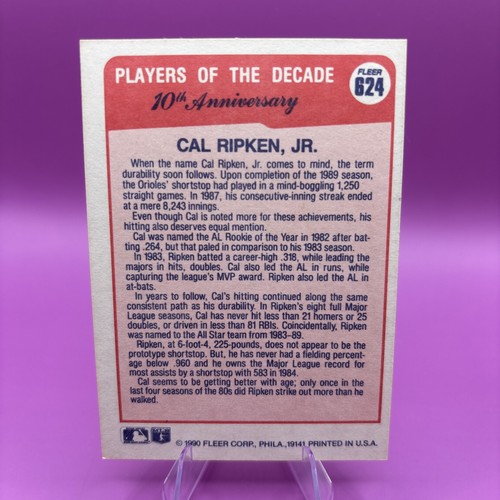 PLAYERS OF THE DECADE
10th Anniversary
FLEER
624
CAL RIPKEN, JR.
When the name Cal Ripken, Jr. comes to mind, the term
durability soon follows. Upon completion of the 1989 season,
the Orioles' shortstop had played in a mind-boggling 1,250
straight games. In 1987, his consecutive-inning streak ended
at a mere 8,243 innings.
Even though Cal is noted more for these achievements, his
hitting also deserves equal mention.
Cal was named the AL Rookie of the Year in 1982 after bat-
ting .264, but that paled in comparison to his 1983 season.
In 1983, Ripken batted a career-high .318, while leading the
majors in hits, doubles. Cal also led the AL in runs, while
capturing the league's MVP award. Ripken also led the AL in
at-bats.
In years to follow, Cal's hitting continued along the same
consistent path as his durability. In Ripken's eight full Major
League seasons, Cal has never hit less than 21 homers or 25
doubles, or driven in less than 81 RBIs. Coincidentally, Ripken
was named to the All Star team from 1983-89.
Ripken, at 6-foot-4, 225-pounds, does not appear to be the
prototype shortstop. But, he has never had a fielding percent-
age below .960 and he owns the Major League record for
most assists by a shortstop with 583 in 1984.
Cal seems to be getting better with age; only once in the
last four seasons of the 80s did Ripken strike out more than he
walked.
© 1990 FLEER CORP., PHILA., 19141 PRINTED IN U.S.A.